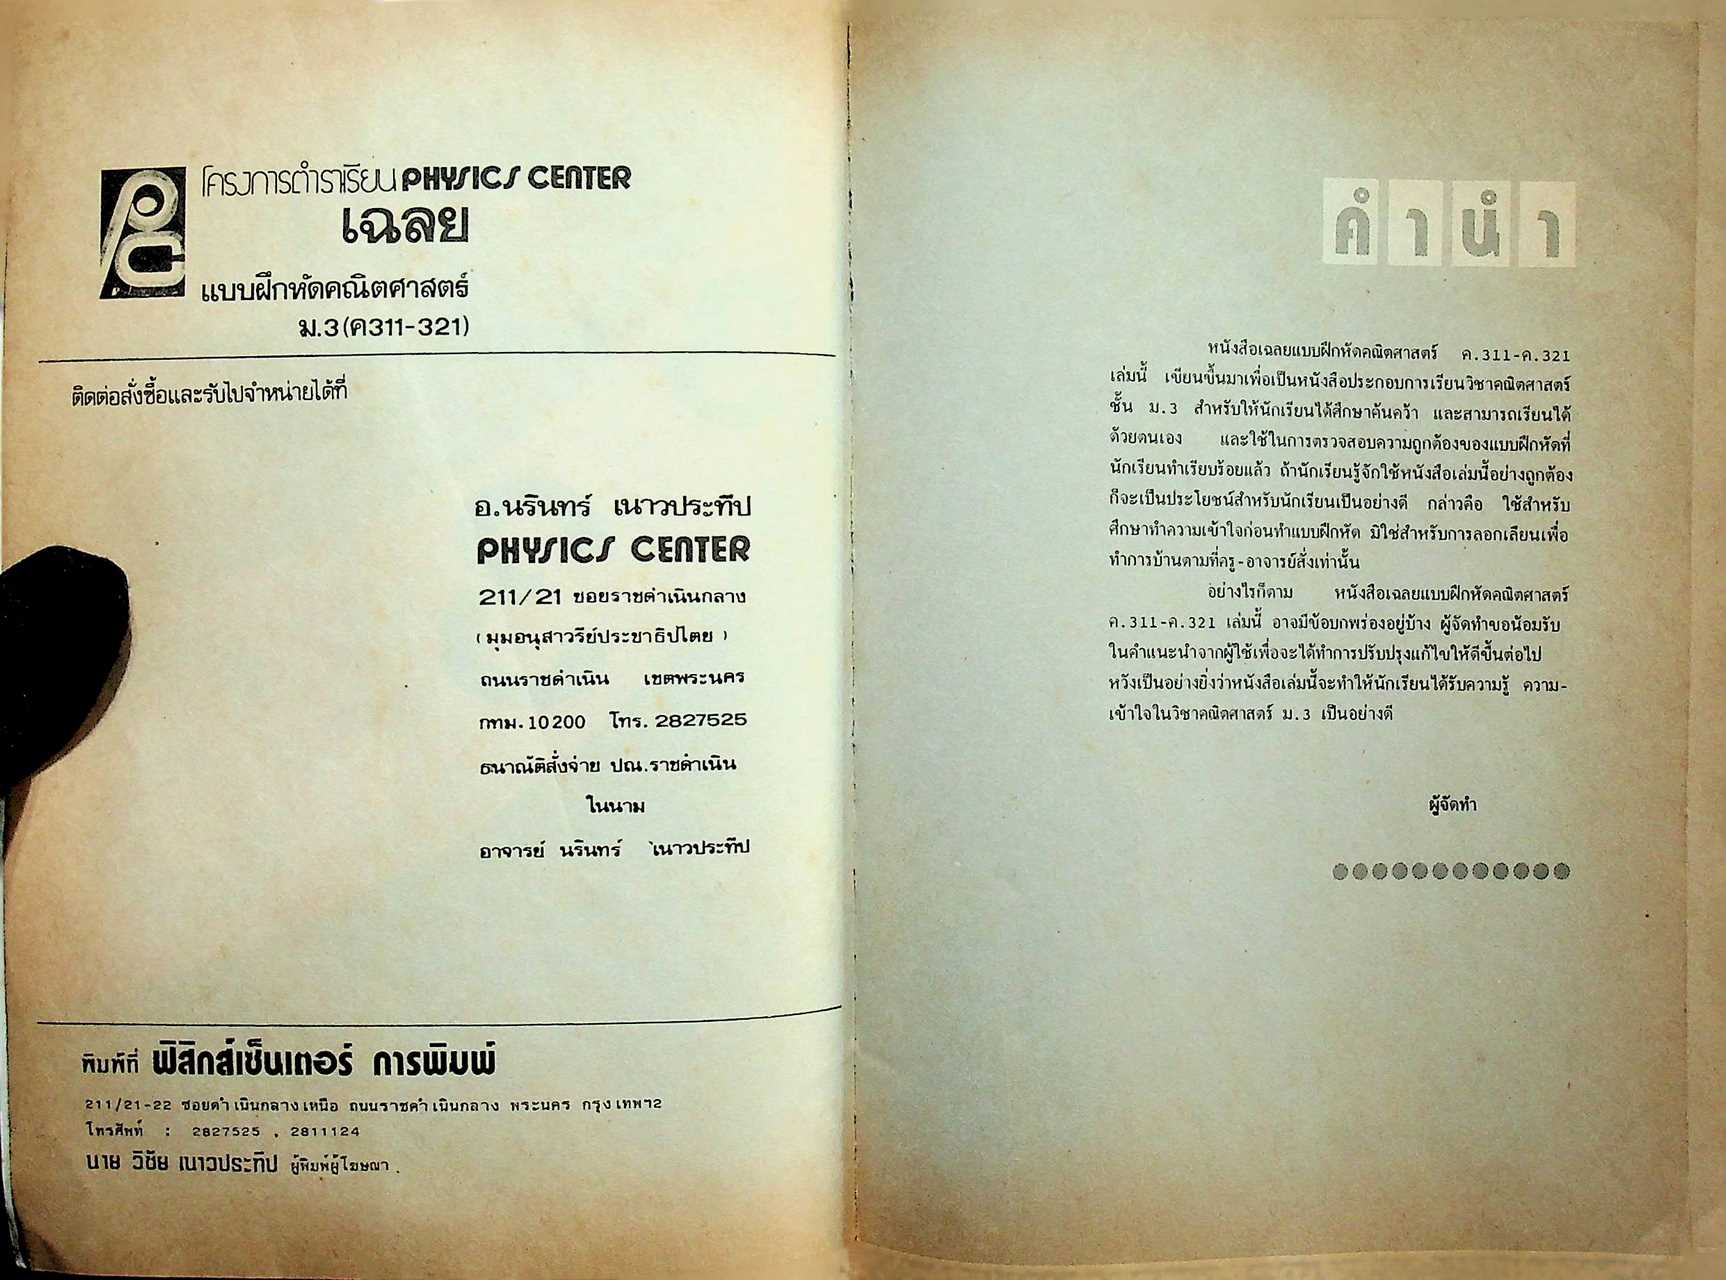 โครงการตำราเรียน PHYSICS CENTER
เฉลย
แบบฝึกหัดคณิตศาสตร์
ม.3(ค311-321)
ติดต่อสั่งซื้อและรับไปจำหน่ายได้ที่
อ.นรินทร์ เนาวประทีป
PHYSICS CENTER
211/21 ซอยราชดำเนินกลาง
(มุมอนุสาวรีย์ประชาธิปไตย)
ถนนราชดำเนิน เขตพระนคร
กทม.10200 โทร.2827525
ธนาณัติสั่งจ่าย ปณ.ราชดำเนิน
ในนาม
อาจารย์ นรินทร์ เนาวประทีป
พิมพ์ที่ ฟิสิกส์เซ็นเตอร์ การพิมพ์
211/21-22 ซอยดำเนินกลางเหนือ ถนนราชดำเนินกลาง พระนคร กรุงเทพฯ2
โทรศัพท์ : 2827525 , 2811124
นาย วิชัย เนาวประทีป ผู้พิมพ์ผู้โฆษณา.
คำนำ
หนังสือเฉลยแบบฝึกหัดคณิตศาสตร์ ค.311-ค.321
เล่มนี้ เขียนขึ้นมาเพื่อเป็นหนังสือประกอบการเรียนวิชาคณิตศาสตร์
ชั้น ม.3 สำหรับให้นักเรียนได้ศึกษาค้นคว้า และสามารถเรียนได้
ด้วยตนเอง และใช้ในการตรวจสอบความถูกต้องของแบบฝึกหัดที่
นักเรียนทำเรียบร้อยแล้ว ถ้านักเรียนรู้จักใช้หนังสือเล่มนี้อย่างถูกต้อง
ก็จะเป็นประโยชน์สำหรับนักเรียนเป็นอย่างดี กล่าวคือ ใช้สำหรับ
ศึกษาทำความเข้าใจก่อนทำแบบฝึกหัด มิใช่สำหรับการลอกเลียนเพื่อ
ทำการบ้านตามที่ครู-อาจารย์สั่งเท่านั้น
อย่างไรก็ตาม หนังสือเฉลยแบบฝึกหัดคณิตศาสตร์
ค.311-ค.321 เล่มนี้ อาจมีข้อบกพร่องอยู่บ้าง ผู้จัดทำขอน้อมรับ
ในคำแนะนำจากผู้ใช้เพื่อจะได้ทำการปรับปรุงแก้ไขให้ดีขึ้นต่อไป
หวังเป็นอย่างยิ่งว่าหนังสือเล่มนี้จะทำให้นักเรียนได้รับความรู้ ความ-
เข้าใจในวิชาคณิตศาสตร์ ม.3 เป็นอย่างดี
ผู้จัดทำ